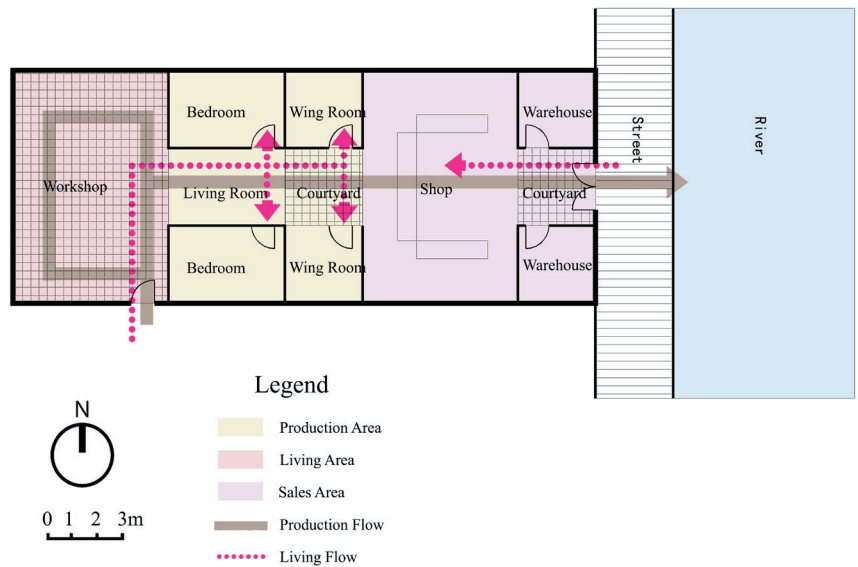 Bedroom
Wing Room
Warehouse
Street
River
Workshop
Living Room
Courtyard
Shop
Courtyard
Bedroom
Wing Room
Warehouse
Legend
N
Production Area
Living Area
Sales Area
0 1 2 3m
Production Flow
Living Flow